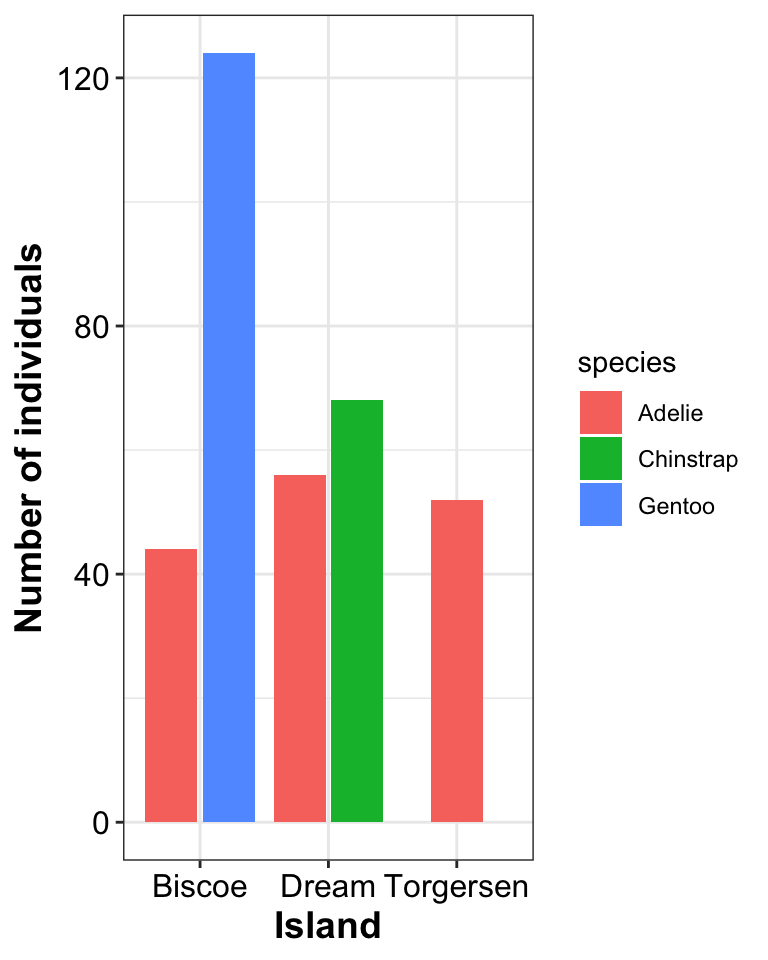 120
80
40
0
Number of individuals
Biscoe Dream Torgersen
Island
species
Adelie
Chinstrap
Gentoo